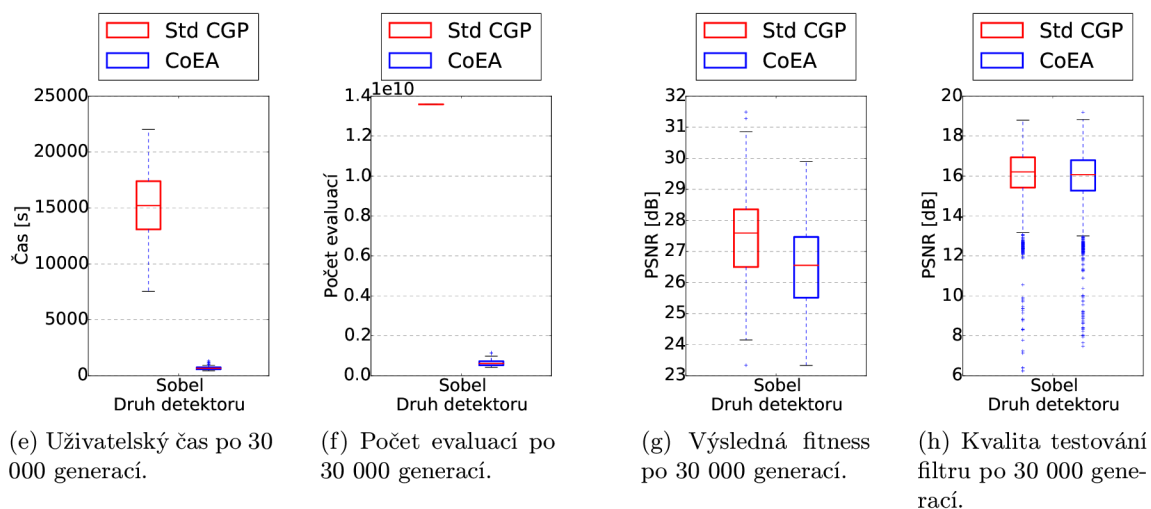 Std CGP
CoEA
25000
20000
15000
10000
5000
0
Čas [s]
Sobel
Druh detektoru
(e) Uživatelský čas po 30
000 generací.
Std CGP
CoEA
1e10
1.4
1.2
1.0
0.8
0.6
0.4
0.2
0.0
Počet evaluací
Sobel
Druh detektoru
(f) Počet evaluací po
30 000 generací.
Std CGP
CoEA
32
31
30
29
28
27
26
25
24
23
PSNR [dB]
Sobel
Druh detektoru
(g) Výsledná fitness
po 30 000 generací.
Std CGP
CoEA
20
18
16
14
12
10
8
6
PSNR [dB]
Sobel
Druh detektoru
(h) Kvalita testování
filtru po 30 000 gene-
rací.